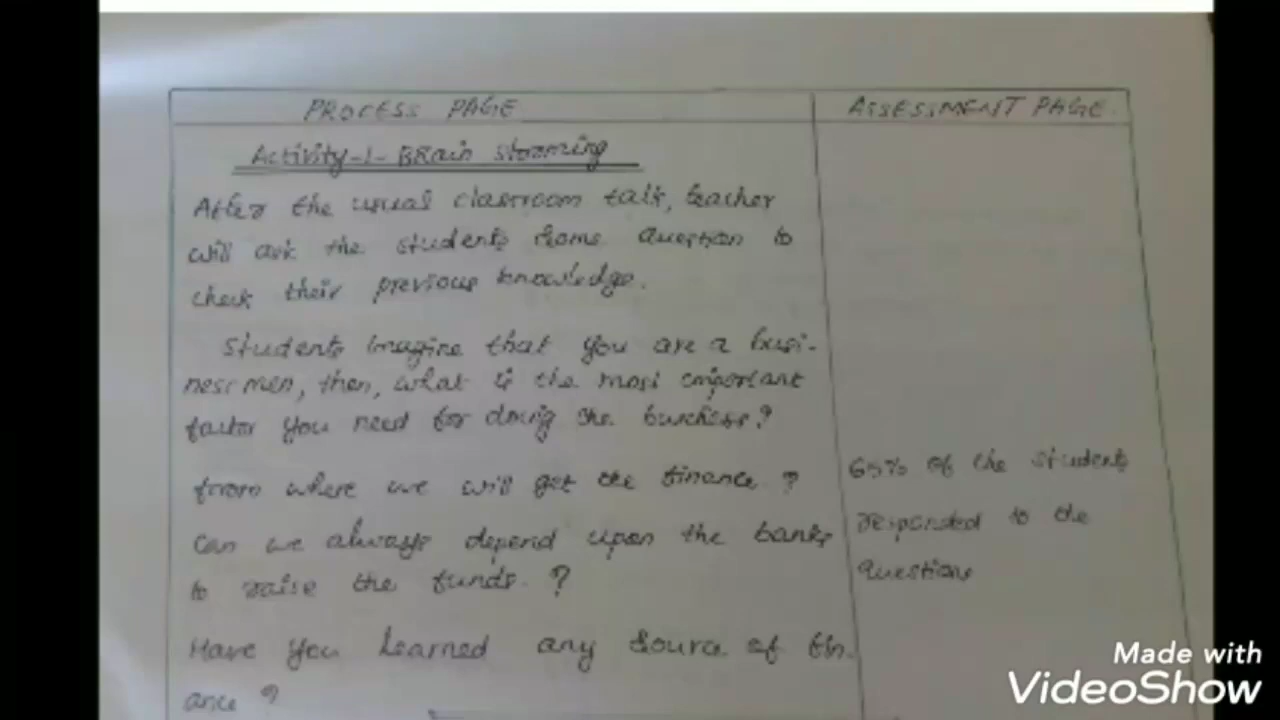 PROCESS PAGE
ASSESSMENT PAGE.
Activity-1- BRain storming
After the usual classroom talk, teacher
will ask the students some question to
check their previous knowledge.
Students imagine that you are a busi-
ness men, then, what is the most important
factor you need for doing the business?
from where we will get the finance ?
Can we always depend upon the banks
to raise the funds. ?
Have you learned any source of fin-
ance ?
65% of the students
responded to the
questions
Made with
VideoShow